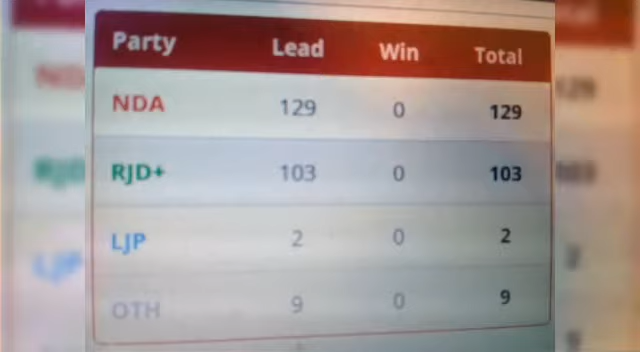 Party Lead Win Total
NDA 129 0 129
RJD+ 103 0 103
LJP 2 0 2
OTH 9 0 9